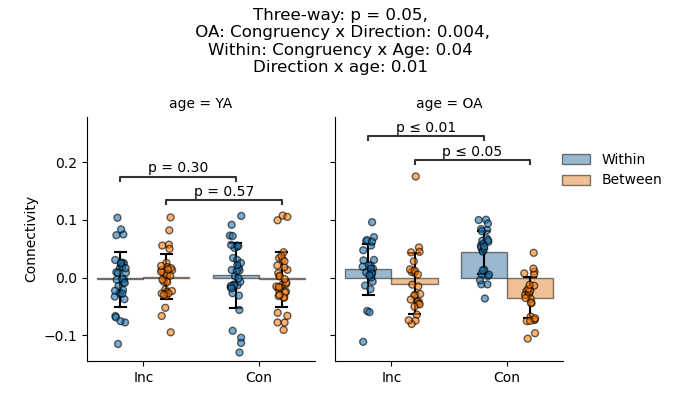 Three-way: p = 0.05,
OA: Congruency x Direction: 0.004,
Within: Congruency x Age: 0.04
Direction x age: 0.01
age = YA
age = OA
p = 0.30
p = 0.57
p ≤ 0.01
p ≤ 0.05
Within
Between
Connectivity
0.2
0.1
0.0
−0.1
Inc
Con
Inc
Con